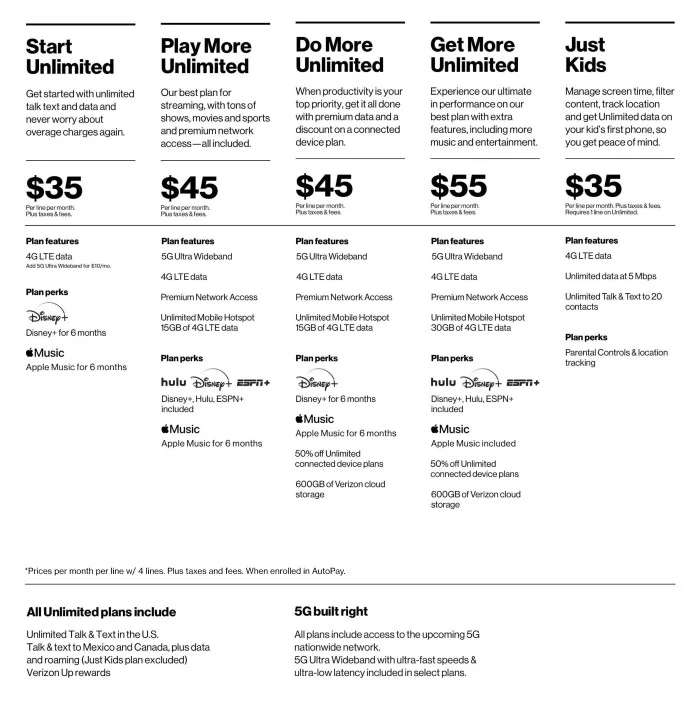 Start
Unlimited
Get started with unlimited
talk text and data and
never worry about
overage charges again.
$35
Per line per month.
Plus taxes & fees.
Plan features
4G LTE data
Add 5G Ultra Wideband for $10/mo.
Plan perks
Disney+
Disney+ for 6 months
Music
Apple Music for 6 months
Play More
Unlimited
Our best plan for
streaming, with tons of
shows, movies and sports
and premium network
access—all included.
$45
Per line per month.
Plus taxes & fees.
Plan features
5G Ultra Wideband
4G LTE data
Premium Network Access
Unlimited Mobile Hotspot
15GB of 4G LTE data
Plan perks
hulu Disney+ ESPN+
Disney+, Hulu, ESPN+
included
Music
Apple Music for 6 months
Do More
Unlimited
When productivity is your
top priority, get it all done
with premium data and a
discount on a connected
device plan.
$45
Per line per month.
Plus taxes & fees.
Plan features
5G Ultra Wideband
4G LTE data
Premium Network Access
Unlimited Mobile Hotspot
15GB of 4G LTE data
Plan perks
Disney+
Disney+ for 6 months
Music
Apple Music for 6 months
50% off Unlimited
connected device plans
600GB of Verizon cloud
storage
Get More
Unlimited
Experience our ultimate
in performance on our
best plan with extra
features, including more
music and entertainment.
$55
Per line per month.
Plus taxes & fees.
Plan features
5G Ultra Wideband
4G LTE data
Premium Network Access
Unlimited Mobile Hotspot
30GB of 4G LTE data
Plan perks
hulu Disney+ ESPN+
Disney+, Hulu, ESPN+
included
Music
Apple Music included
50% off Unlimited
connected device plans
600GB of Verizon cloud
storage
Just
Kids
Manage screen time, filter
content, track location
and get Unlimited data on
your kid's first phone, so
you get peace of mind.
$35
Per line per month. Plus taxes & fees.
Requires 1 line on Unlimited.
Plan features
4G LTE data
Unlimited data at 5 Mbps
Unlimited Talk & Text to 20
contacts
Plan perks
Parental Controls & location
tracking
*Prices per month per line w/ 4 lines. Plus taxes and fees. When enrolled in AutoPay.
All Unlimited plans include
Unlimited Talk & Text in the U.S.
Talk & text to Mexico and Canada, plus data
and roaming (Just Kids plan excluded)
Verizon Up rewards
5G built right
All plans include access to the upcoming 5G
nationwide network.
5G Ultra Wideband with ultra-fast speeds &
ultra-low latency included in select plans.